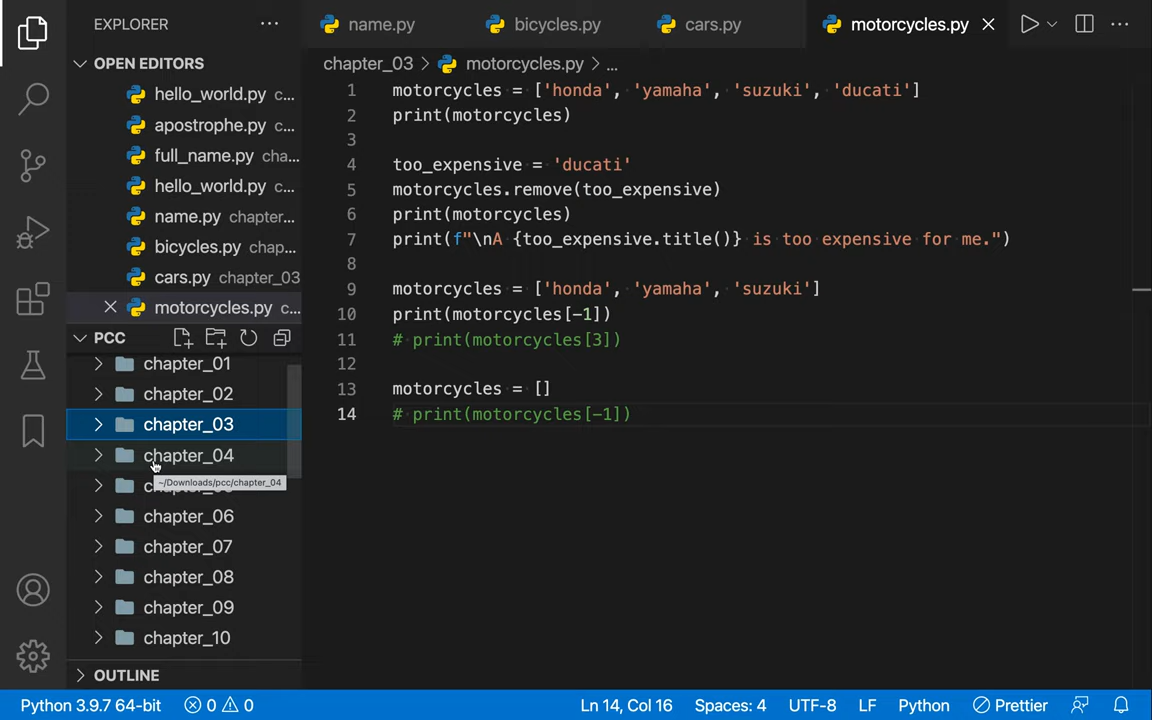 EXPLORER
name.py
bicycles.py
cars.py
motorcycles.py
OPEN EDITORS
hello_world.py c...
apostrophe.py c...
full_name.py cha...
hello_world.py c...
name.py chapter...
bicycles.py chap...
cars.py chapter_03
motorcycles.py c...
PCC
chapter_01
chapter_02
chapter_03
chapter_04
~/Downloads/pcc/chapter_04
chapter_06
chapter_07
chapter_08
chapter_09
chapter_10
OUTLINE
chapter_03 > motorcycles.py > ...
1 motorcycles = ['honda', 'yamaha', 'suzuki', 'ducati']
2 print(motorcycles)
3
4 too_expensive = 'ducati'
5 motorcycles.remove(too_expensive)
6 print(motorcycles)
7 print(f"\nA {too_expensive.title()} is too expensive for me.")
8
9 motorcycles = ['honda', 'yamaha', 'suzuki']
10 print(motorcycles[-1])
11 # print(motorcycles[3])
12
13 motorcycles = []
14 # print(motorcycles[-1])
Python 3.9.7 64-bit 0 0 Ln 14, Col 16 Spaces: 4 UTF-8 LF Python Prettier